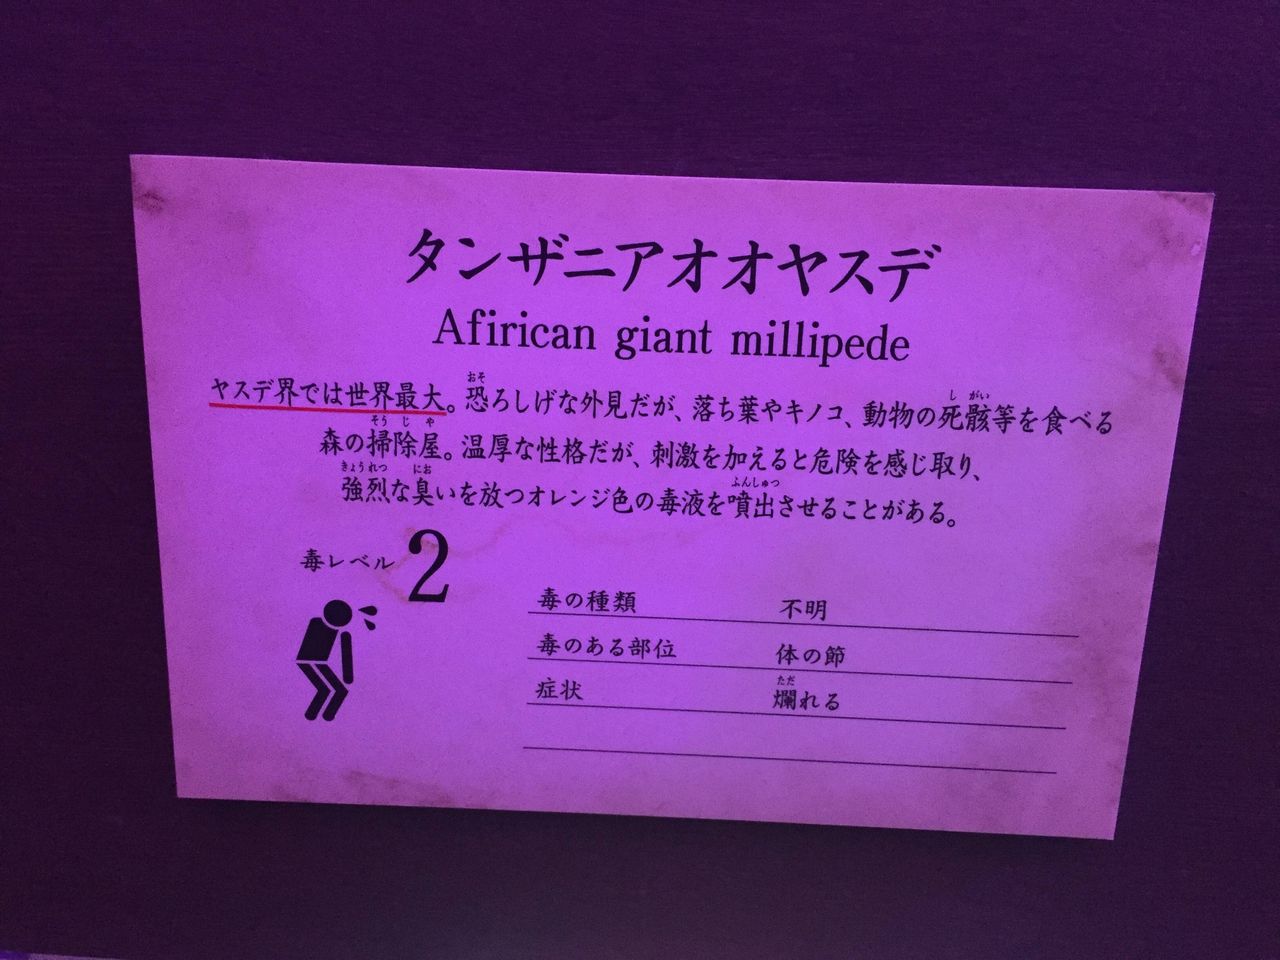 タンザニアオオヤスデ
Afirican giant millipede
ヤスデ界では世界最大。恐ろしげな外見だが、落ち葉やキノコ、動物の死骸等を食べる
森の掃除屋。温厚な性格だが、刺激を加えると危険を感じ取り、
強烈な臭いを放つオレンジ色の毒液を噴出させることがある。
毒レベル 2
毒の種類 不明
毒のある部位 体の節
症状 爛れる